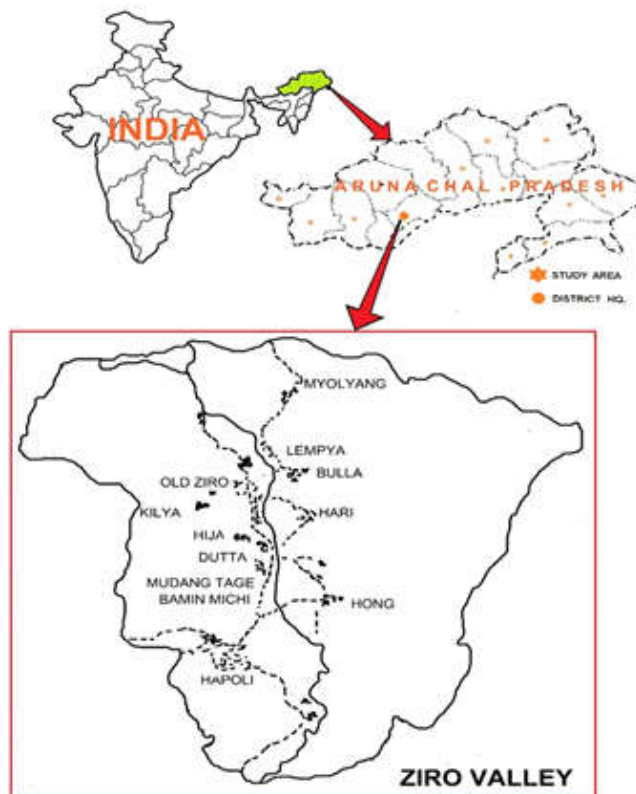 INDIA
ARUNACHAL PRADESH
STUDY AREA
DISTRICT HQ.
MYOLYANG
LEMPYA
BULLA
OLD ZIRO
KILYA
HARI
HIJA
DUTTA
MUDANG TAGE
BAMIN MICHI
HONG
HAPOLI
ZIRO VALLEY